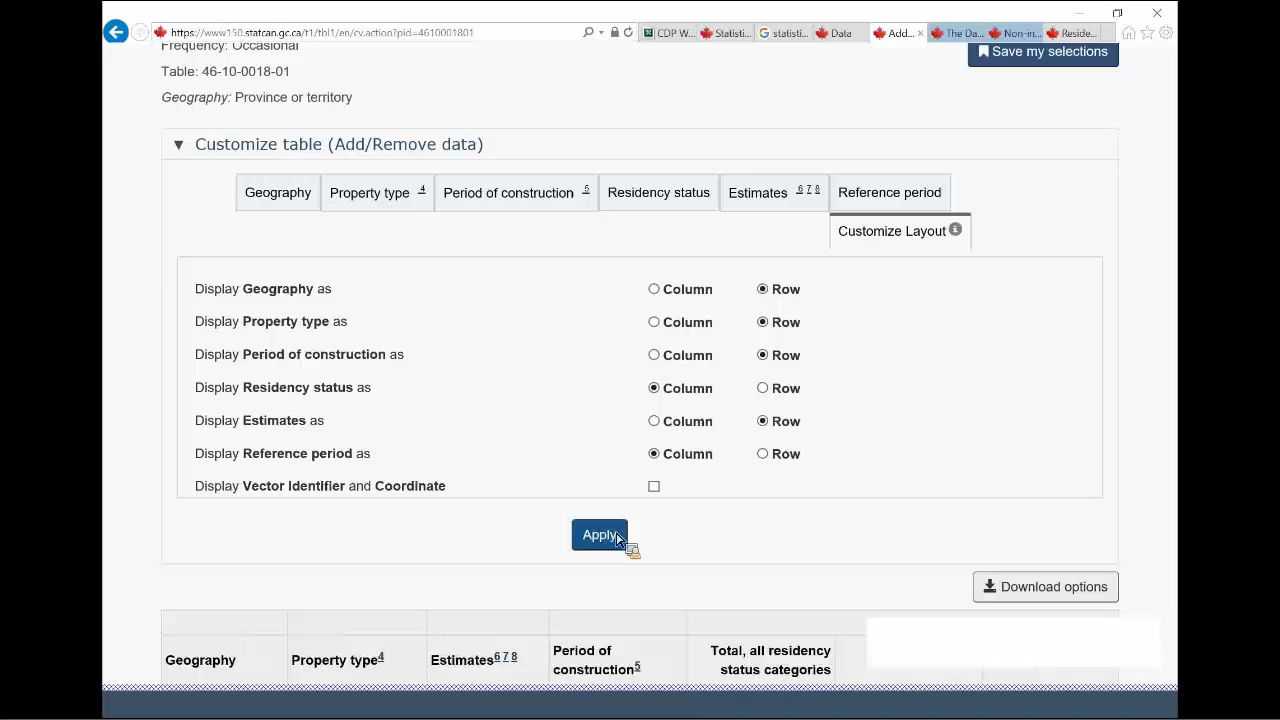 https://www150.statcan.gc.ca/t1/tbl1/en/cv.action?pid=4610001801
CDP W... Statisti... statisti... Data Add... The Da... Non-in... Reside...
Frequency: Occasional
Save my selections
Table: 46-10-0018-01
Geography: Province or territory
Customize table (Add/Remove data)
Geography Property type 4 Period of construction 5 Residency status Estimates 6 7 8 Reference period
Customize Layout
Display Geography as Column Row
Display Property type as Column Row
Display Period of construction as Column Row
Display Residency status as Column Row
Display Estimates as Column Row
Display Reference period as Column Row
Display Vector Identifier and Coordinate
Apply
Download options
Geography Property type4 Estimates6 7 8 Period of construction5 Total, all residency status categories